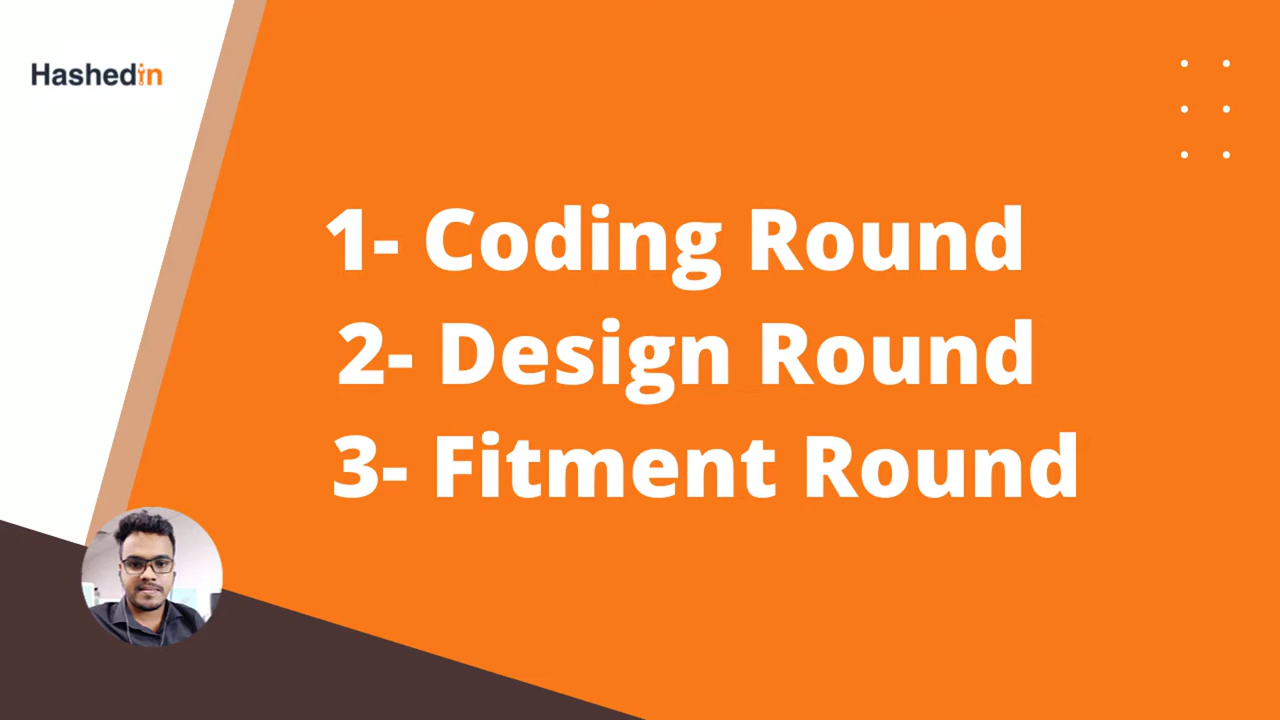 Hashedin
1- Coding Round
2- Design Round
3- Fitment Round